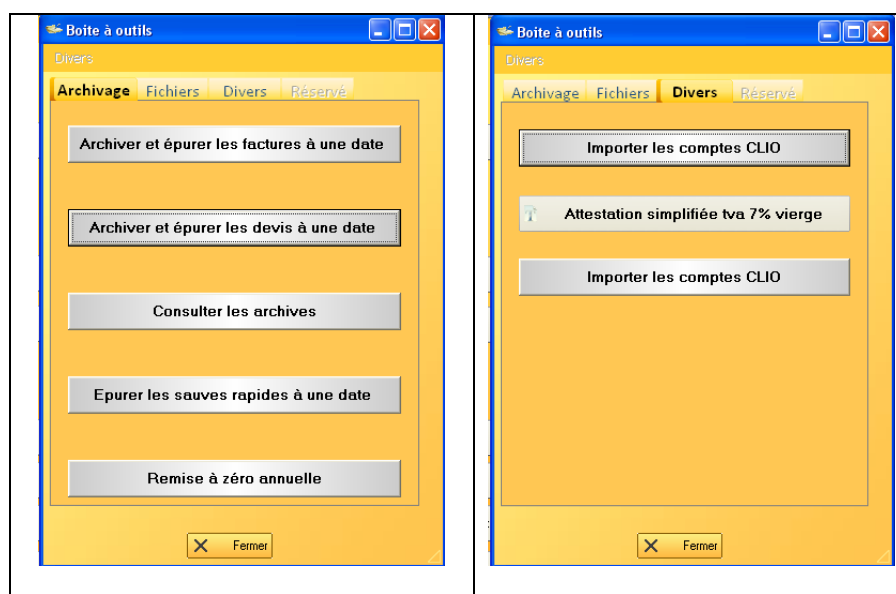 Boite à outils
Divers
Archivage Fichiers Divers Réservé
Archiver et épurer les factures à une date
Archiver et épurer les devis à une date
Consulter les archives
Epurer les sauves rapides à une date
Remise à zéro annuelle
Fermer
Boite à outils
Divers
Archivage Fichiers Divers Réservé
Importer les comptes CLIO
Attestation simplifiée tva 7% vierge
Importer les comptes CLIO
Fermer